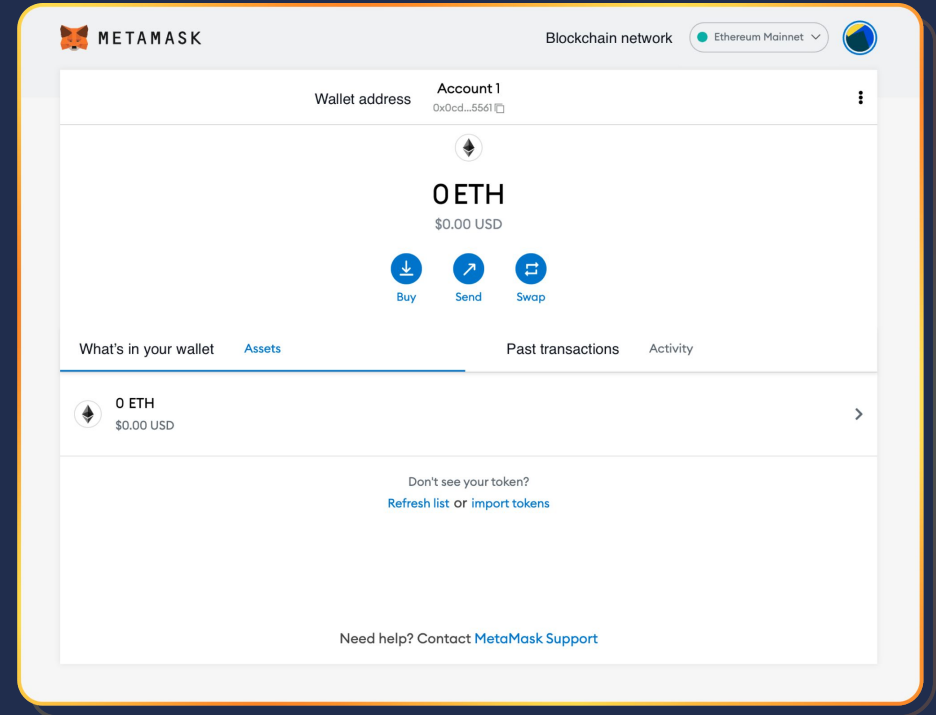 METAMASK
Blockchain network
Ethereum Mainnet
Wallet address
Account 1
0x0cd...5561
0 ETH
$0.00 USD
Buy
Send
Swap
What's in your wallet
Assets
Past transactions
Activity
0 ETH
$0.00 USD
Don't see your token?
Refresh list or import tokens
Need help? Contact MetaMask Support